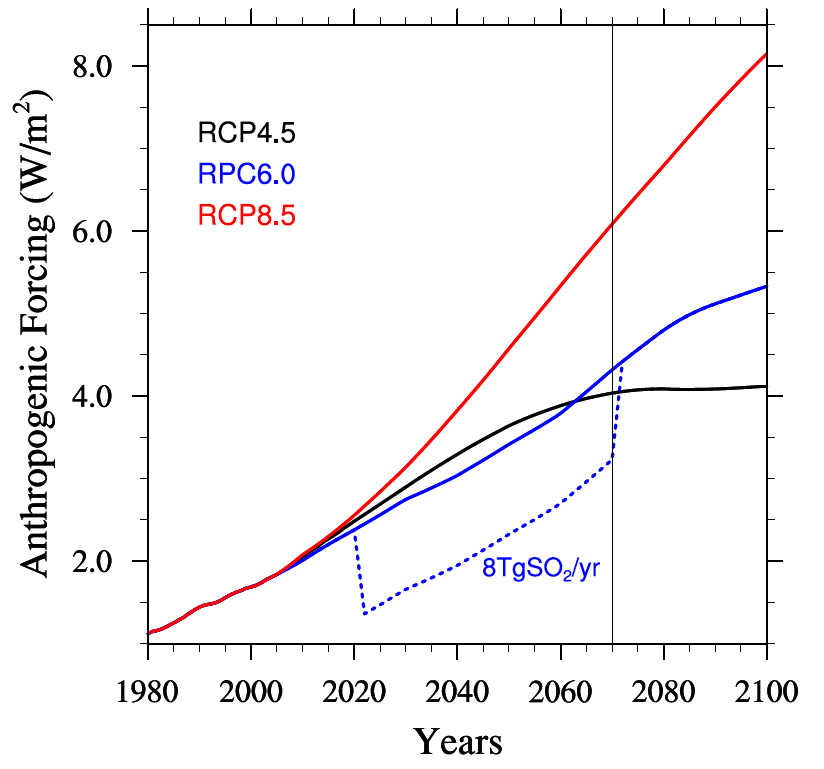 8.0
6.0
4.0
2.0
Anthropogenic Forcing (W/m²)
RCP4.5
RPC6.0
RCP8.5
8TgSO₂/yr
1980 2000 2020 2040 2060 2080 2100
Years